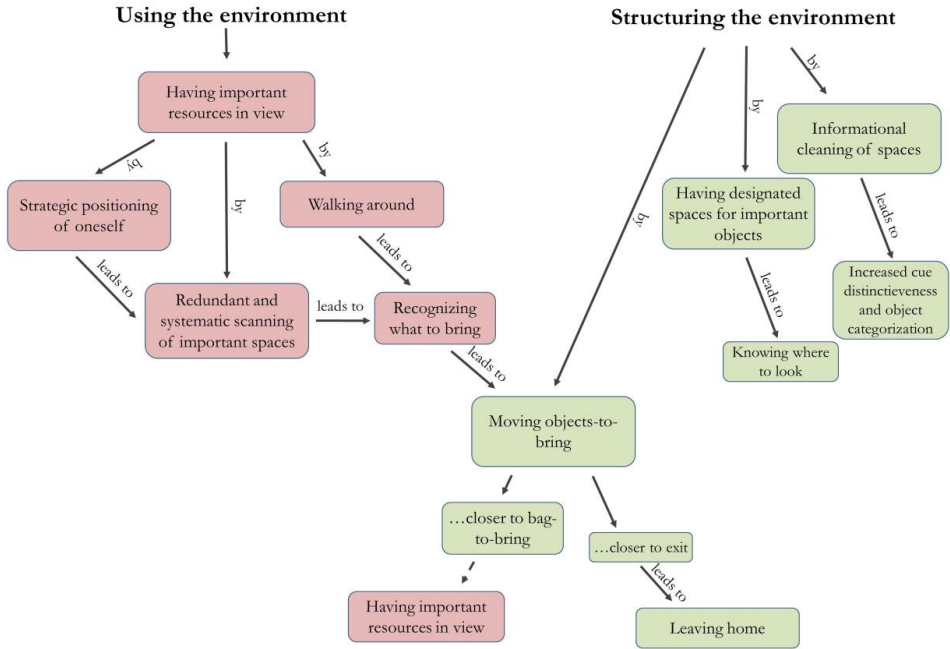 Using the environment
Structuring the environment
Having important
resources in view
by
by
by
Strategic positioning
of oneself
Walking around
leads to
leads to
Redundant and
systematic scanning
of important spaces
leads to
Recognizing
what to bring
leads to
by
by
by
Informational
cleaning of spaces
Having designated
spaces for important
objects
leads to
leads to
Increased cue
distinctieveness
and object
categorization
Knowing where
to look
Moving objects-to-
bring
…closer to bag-
to-bring
…closer to exit
leads to
Having important
resources in view
Leaving home